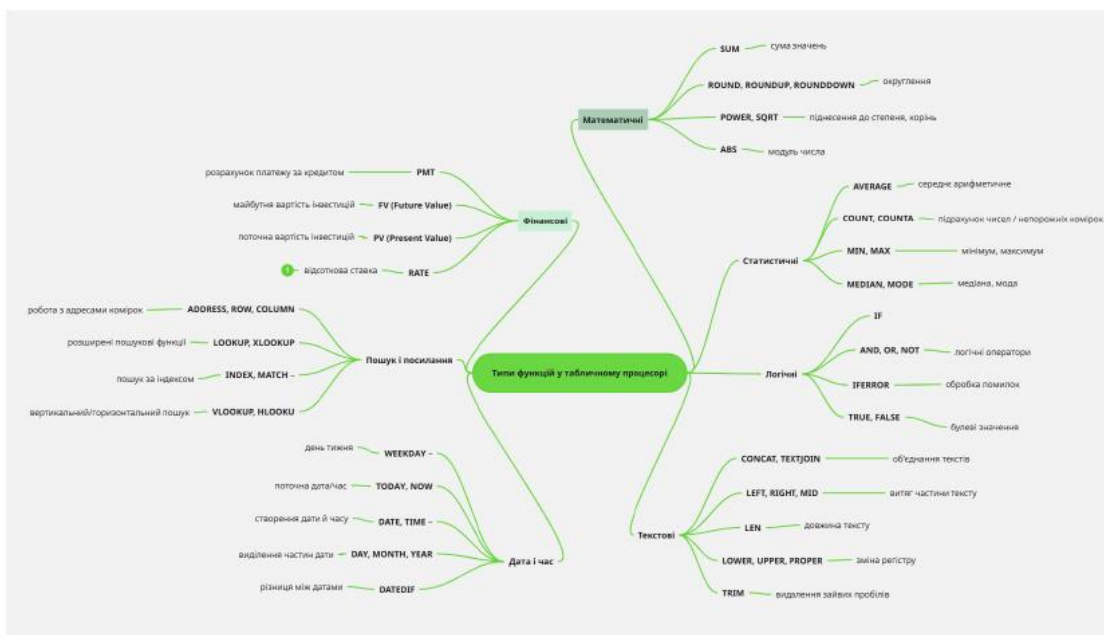 Типи функцій у табличному процесорі
Математичні
SUM
сума значень
ROUND, ROUNDUP, ROUNDDOWN
округлення
POWER, SQRT
піднесення до степеня, корінь
ABS
модуль числа
Статистичні
AVERAGE
середнє арифметичне
COUNT, COUNTA
підрахунок чисел / непорожніх комірок
MIN, MAX
мінімум, максимум
MEDIAN, MODE
медіана, мода
Логічні
IF
AND, OR, NOT
логічні оператори
IFERROR
обробка помилок
TRUE, FALSE
булеві значення
Текстові
CONCAT, TEXTJOIN
об'єднання текстів
LEFT, RIGHT, MID
витяг частини тексту
LEN
довжина тексту
LOWER, UPPER, PROPER
зміна регістру
TRIM
видалення зайвих пробілів
Фінансові
розрахунок платежу за кредитом
PMT
майбутня вартість інвестицій
FV (Future Value)
поточна вартість інвестицій
PV (Present Value)
1
відсоткова ставка
RATE
Пошук і посилання
робота з адресами комірок
ADDRESS, ROW, COLUMN
розширені пошукові функції
LOOKUP, XLOOKUP
пошук за індексом
INDEX, MATCH –
вертикальний/горизонтальний пошук
VLOOKUP, HLOOKU
Дата і час
день тижня
WEEKDAY –
поточна дата/час
TODAY, NOW
створення дати й часу
DATE, TIME –
виділення частин дати
DAY, MONTH, YEAR
різниця між датами
DATEDIF